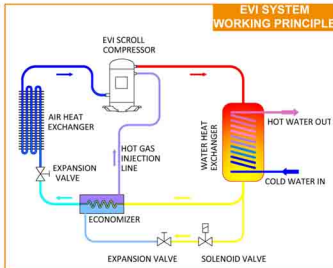 EVI SYSTEM
WORKING PRINCIPLE
EVI SCROLL
COMPRESSOR
AIR HEAT
EXCHANGER
HOT GAS
INJECTION
LINE
WATER HEAT
EXCHANGER
HOT WATER OUT
COLD WATER IN
EXPANSION
VALVE
ECONOMIZER
EXPANSION VALVE
SOLENOID VALVE